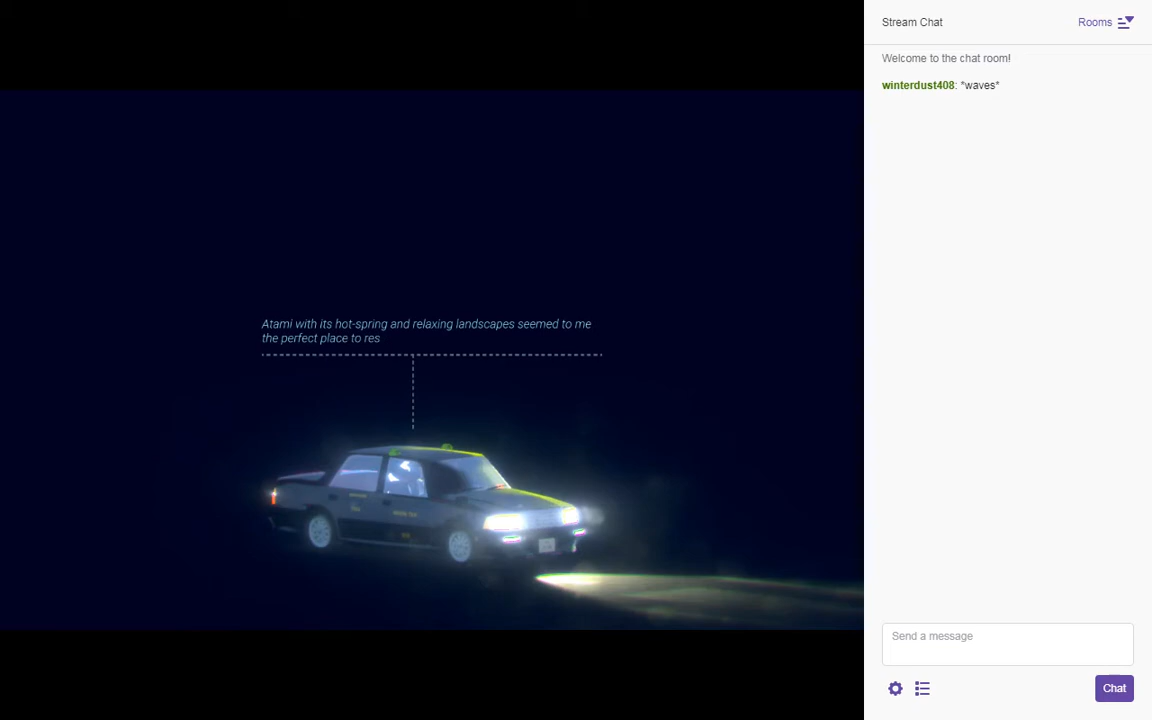 Stream Chat
Rooms
Welcome to the chat room!
winterdust408: *waves*
Atami with its hot-spring and relaxing landscapes seemed to me
the perfect place to res
Send a message
Chat